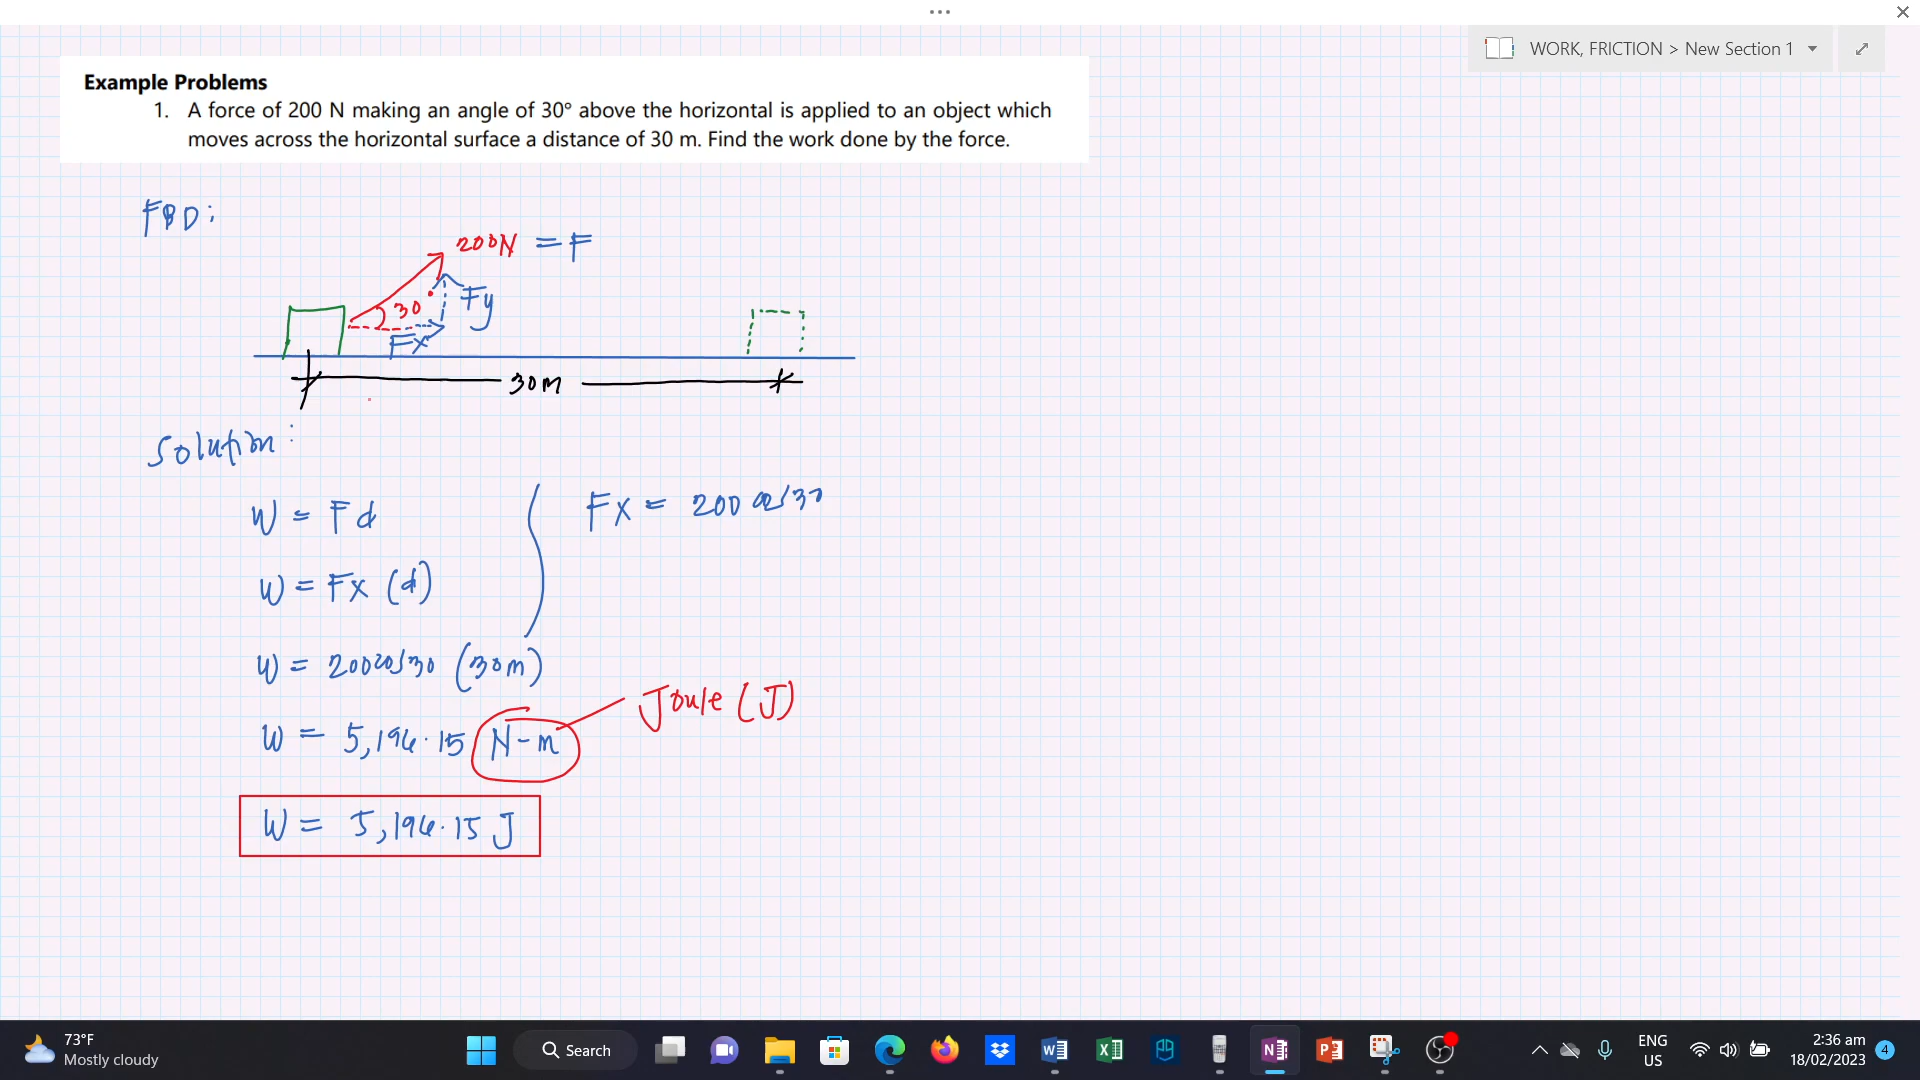 WORK, FRICTION > New Section 1
Example Problems
1. A force of 200 N making an angle of 30° above the horizontal is applied to an object which
moves across the horizontal surface a distance of 30 m. Find the work done by the force.
FBD:
200N = F
30°
Fy
Fx
30m
Solution:
W = Fd
Fx = 200 cos30
W = Fx (d)
W = 200cos30 (30m)
Joule (J)
W = 5,196.15 N-m
W = 5,196.15 J
73°F
Mostly cloudy
Search
ENG
US
2:36 am
18/02/2023
4